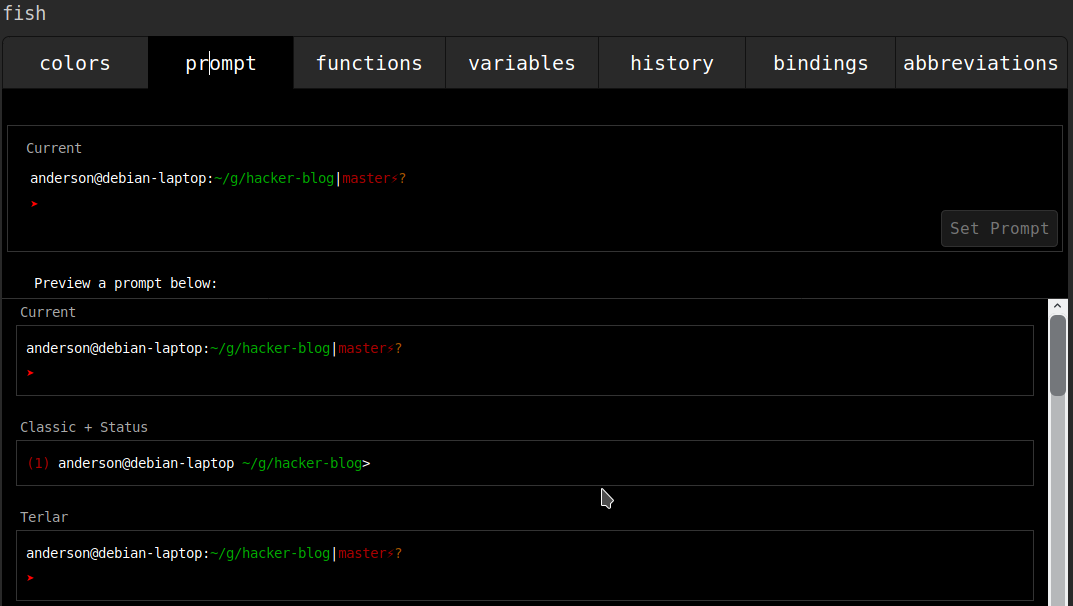 fish
colors prompt functions variables history bindings abbreviations
Current
anderson@debian-laptop:~/g/hacker-blog|master⚡?
➤
Set Prompt
Preview a prompt below:
Current
anderson@debian-laptop:~/g/hacker-blog|master⚡?
➤
Classic + Status
(1) anderson@debian-laptop ~/g/hacker-blog>
Terlar
anderson@debian-laptop:~/g/hacker-blog|master⚡?
➤